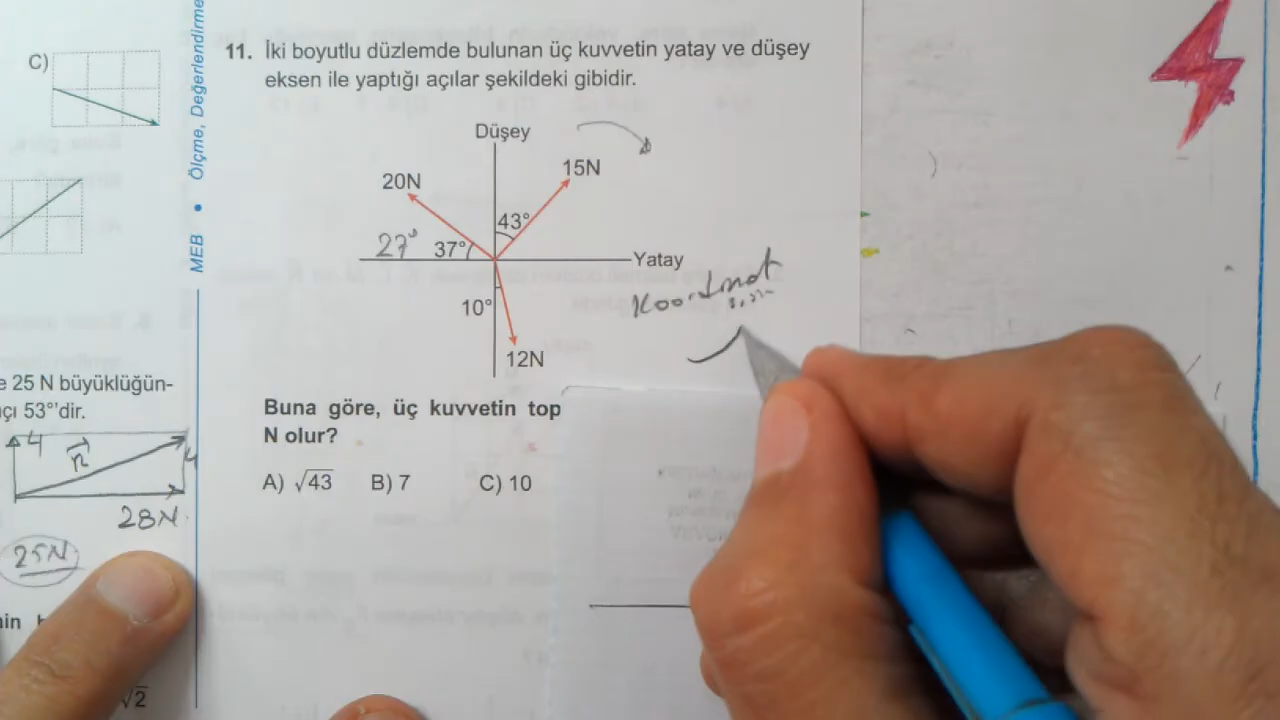 C)
e 25 N büyüklüğün-
çı 53°'dir.
4
28N
25N
√2
MEB • Ölçme, Değerlendirme
11. İki boyutlu düzlemde bulunan üç kuvvetin yatay ve düşey
eksen ile yaptığı açılar şekildeki gibidir.
Düşey
20N
15N
43°
27° 37°
Yatay
10°
12N
Koordinat
Buna göre, üç kuvvetin top
N olur?
A) √43 B) 7 C) 10